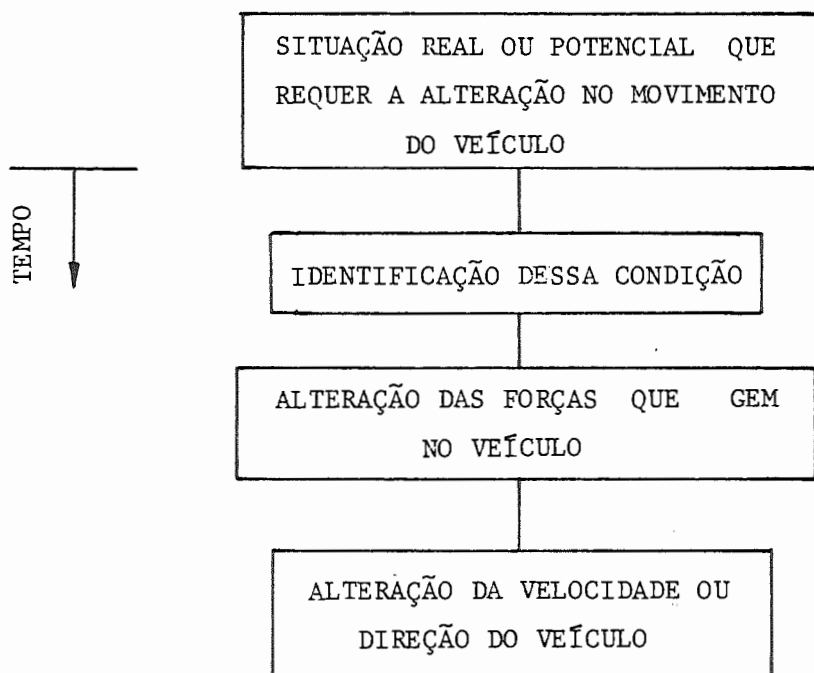 SITUAÇÃO REAL OU POTENCIAL QUE
REQUER A ALTERAÇÃO NO MOVIMENTO
DO VEÍCULO
TEMPO
IDENTIFICAÇÃO DESSA CONDIÇÃO
ALTERAÇÃO DAS FORÇAS QUE GEM
NO VEÍCULO
ALTERAÇÃO DA VELOCIDADE OU
DIREÇÃO DO VEÍCULO